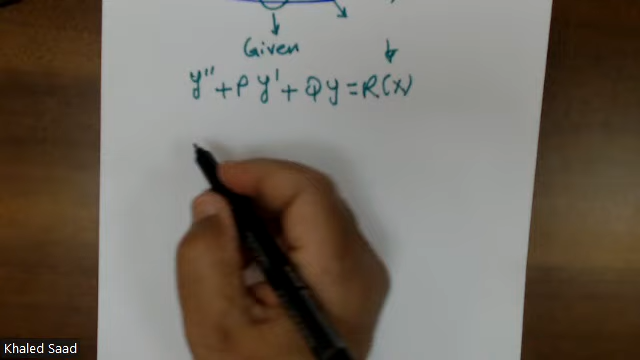 Given
y'' + P y' + Q y = R(x)
Khaled Saad